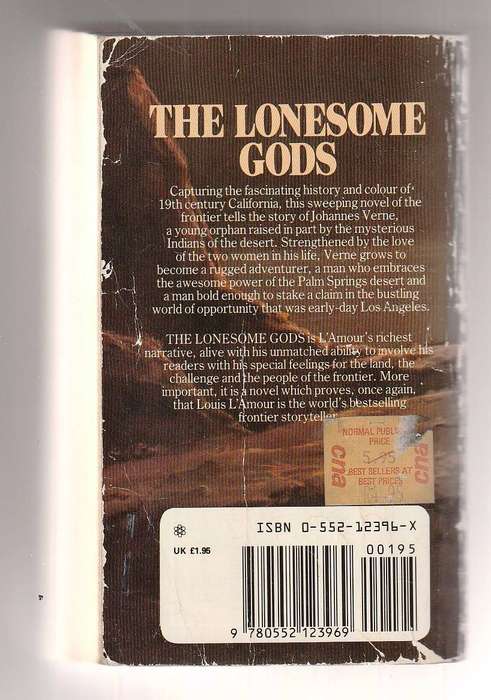 THE LONESOME
GODS
Capturing the fascinating history and colour of
19th century California, this sweeping novel of the
frontier tells the story of Johannes Verne,
a young orphan raised in part by the mysterious
Indians of the desert. Strengthened by the love
of the two women in his life, Verne grows to
become a rugged adventurer, a man who embraces
the awesome power of the Palm Springs desert and
a man bold enough to stake a claim in the bustling
world of opportunity that was early-day Los Angeles.
THE LONESOME GODS is L'Amour's richest
narrative, alive with his unmatched ability to involve his
readers with his special feelings for the land, the
challenge and the people of the frontier. More
important, it is a novel which proves, once again,
that Louis L'Amour is the world's bestselling
frontier storyteller
NORMAL PUBL
PRICE
5.95
cna
BEST SELLERS AT
BEST PRICES
cna
ISBN 0-552-12396-X
UK £1.95
00195
9 780552 123969